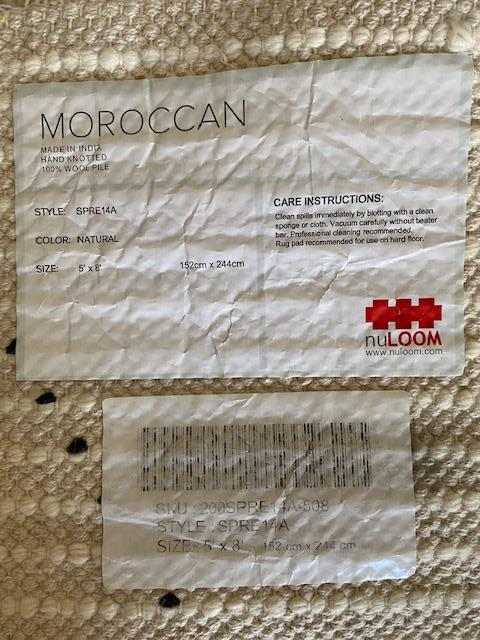 MOROCCAN
MADE IN INDIA
HAND KNOTTED
100% WOOL PILE
STYLE: SPRE14A
COLOR: NATURAL
SIZE: 5' x 8' 152cm x 244cm
CARE INSTRUCTIONS:
Clean spills immediately by blotting with a clean
sponge or cloth. Vacuum carefully without beater
bar. Professional cleaning recommended.
Rug pad recommended for use on hard floor.
nuLOOM
www.nuloom.com
SKU : 200SPRE14A-508
STYLE : SPRE14A
SIZE : 5' x 8' 152 cm x 244 cm